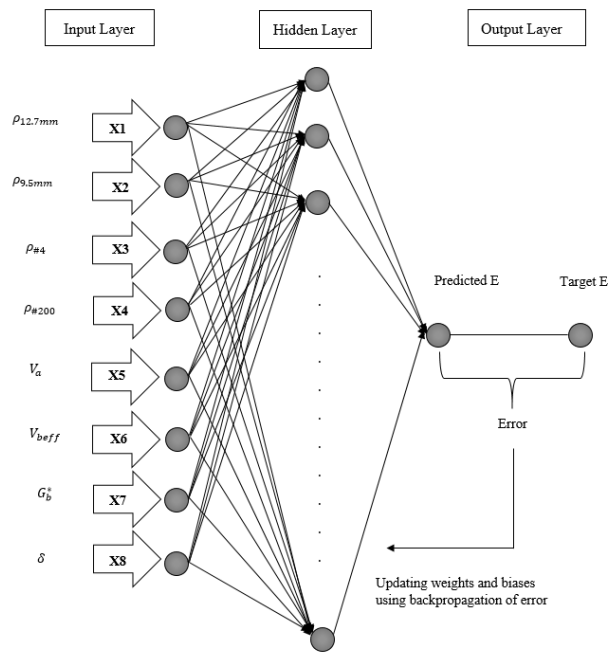 Input Layer
Hidden Layer
Output Layer
ρ12.7mm
X1
ρ9.5mm
X2
ρ#4
X3
ρ#200
X4
Va
X5
Vbeff
X6
G*b
X7
δ
X8
Predicted E
Target E
Error
Updating weights and biases
using backpropagation of error